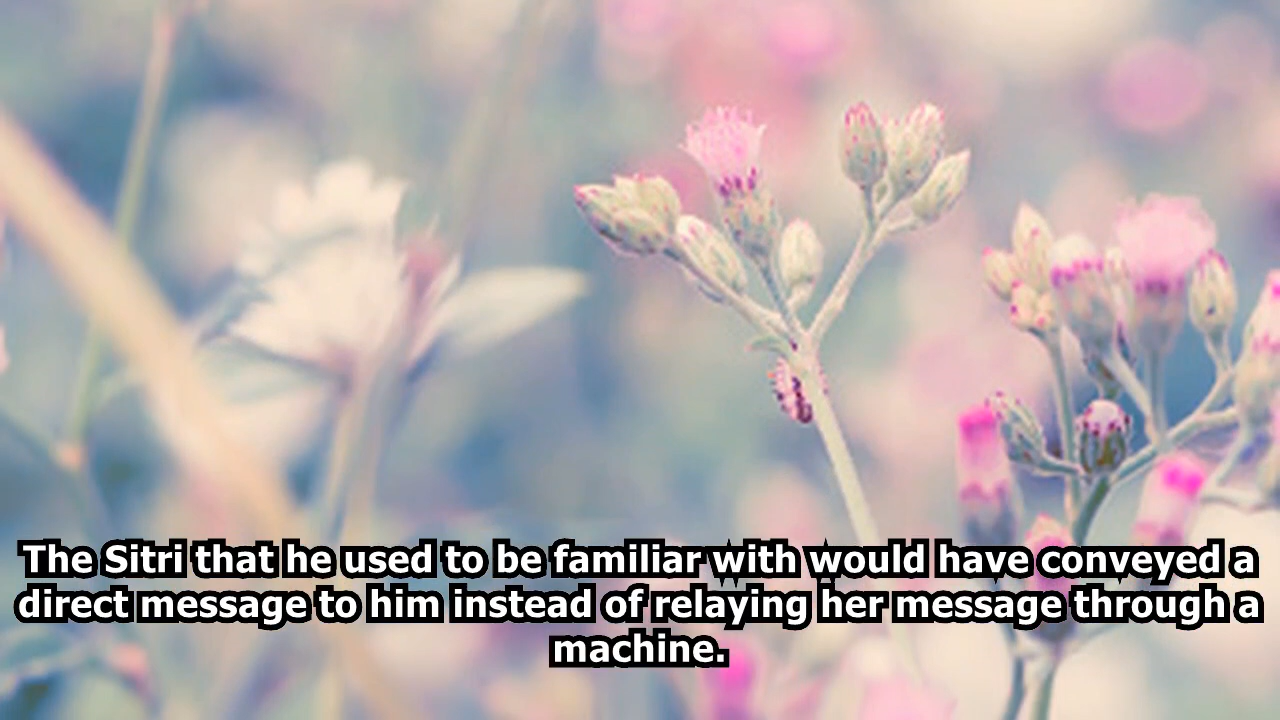 The Sitri that he used to be familiar with would have conveyed a
direct message to him instead of relaying her message through a
machine.